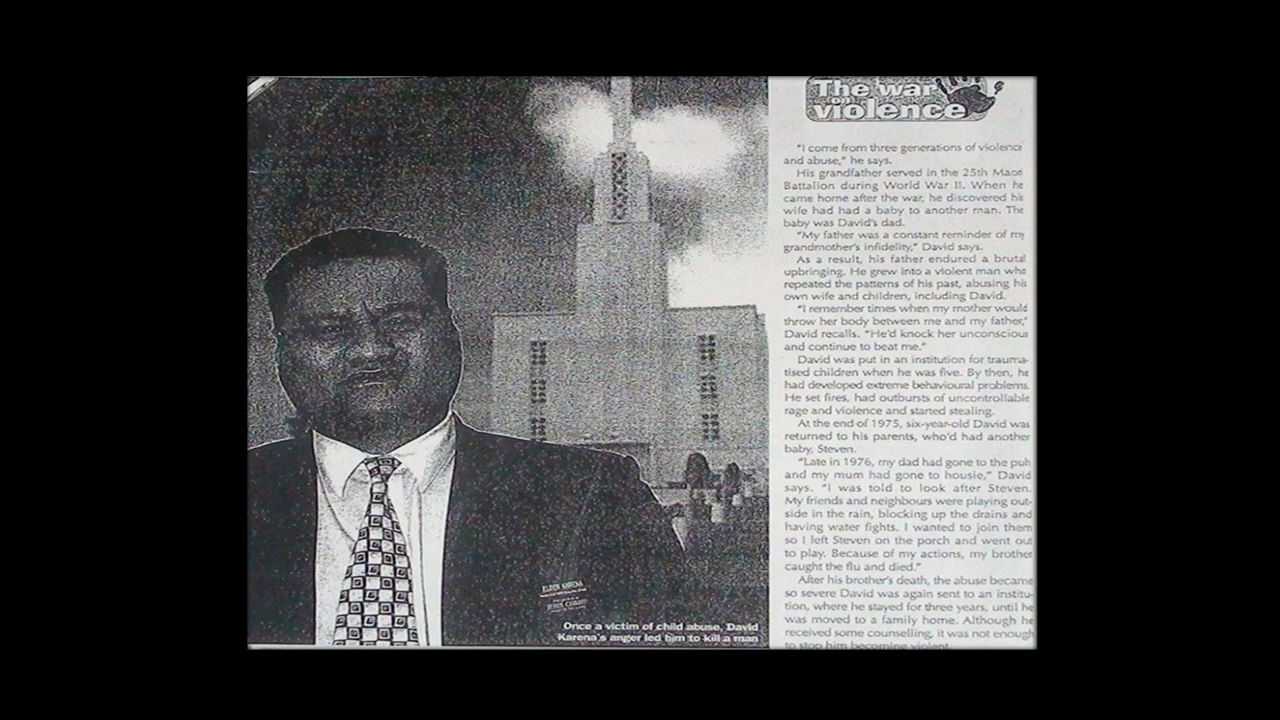 The war
on
violence
"I come from three generations of violence
and abuse," he says.
His grandfather served in the 25th Maori
Battalion during World War II. When he
came home after the war, he discovered his
wife had had a baby to another man. The
baby was David's dad.
"My father was a constant reminder of my
grandmother's infidelity," David says.
As a result, his father endured a brutal
upbringing. He grew into a violent man who
repeated the patterns of his past, abusing his
own wife and children, including David.
"I remember times when my mother would
throw her body between me and my father,"
David recalls. "He'd knock her unconscious
and continue to beat me."
David was put in an institution for trauma-
tised children when he was five. By then, he
had developed extreme behavioural problems.
He set fires, had outbursts of uncontrollable
rage and violence and started stealing.
At the end of 1975, six-year-old David was
returned to his parents, who'd had another
baby, Steven.
"Late in 1976, my dad had gone to the pub
and my mum had gone to housie," David
says. "I was told to look after Steven.
My friends and neighbours were playing out-
side in the rain, blocking up the drains and
having water fights. I wanted to join them
so I left Steven on the porch and went out
to play. Because of my actions, my brother
caught the flu and died."
After his brother's death, the abuse became
so severe David was again sent to an institu-
tion, where he stayed for three years, until he
was moved to a family home. Although he
received some counselling, it was not enough
to stop him becoming violent.
ELDER KARENA
JESUS CHRIST
Once a victim of child abuse, David
Karena's anger led him to kill a man